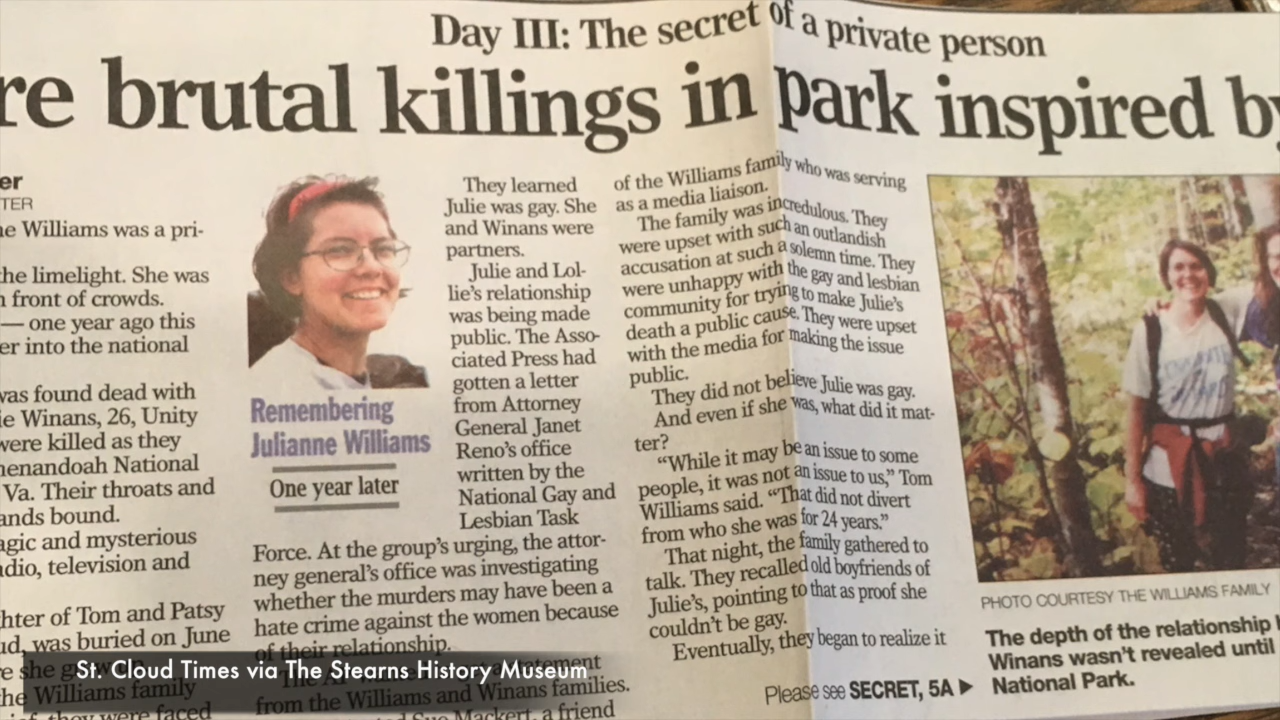 Day III: The secret of a private person
re brutal killings in park inspired by
er
TER
e Williams was a pri-
he limelight. She was
n front of crowds.
— one year ago this
er into the national
was found dead with
ie Winans, 26, Unity
were killed as they
henandoah National
Va. Their throats and
ands bound.
agic and mysterious
dio, television and
hter of Tom and Patsy
ud, was buried on June
re she
the Williams family
they were faced
Remembering
Julianne Williams
One year later
They learned
Julie was gay. She
and Winans were
partners.
Julie and Lol-
lie's relationship
was being made
public. The Asso-
ciated Press had
gotten a letter
from Attorney
General Janet
Reno's office
written by the
National Gay and
Lesbian Task
Force. At the group's urging, the attor-
ney general's office was investigating
whether the murders may have been a
hate crime against the women because
of their relationship.
statement
from the Williams and Winans families.
Sue Mackert, a friend
of the Williams family who was serving
as a media liaison.
The family was incredulous. They
were upset with such an outlandish
accusation at such a solemn time. They
were unhappy with the gay and lesbian
community for trying to make Julie's
death a public cause. They were upset
with the media for making the issue
public.
They did not believe Julie was gay.
And even if she was, what did it mat-
ter?
"While it may be an issue to some
people, it was not an issue to us," Tom
Williams said. "That did not divert
from who she was for 24 years."
That night, the family gathered to
talk. They recalled old boyfriends of
Julie's, pointing to that as proof she
couldn't be gay.
Eventually, they began to realize it
Please see SECRET, 5A
PHOTO COURTESY THE WILLIAMS FAMILY
The depth of the relationship
Winans wasn't revealed until
National Park.
St. Cloud Times via The Stearns History Museum